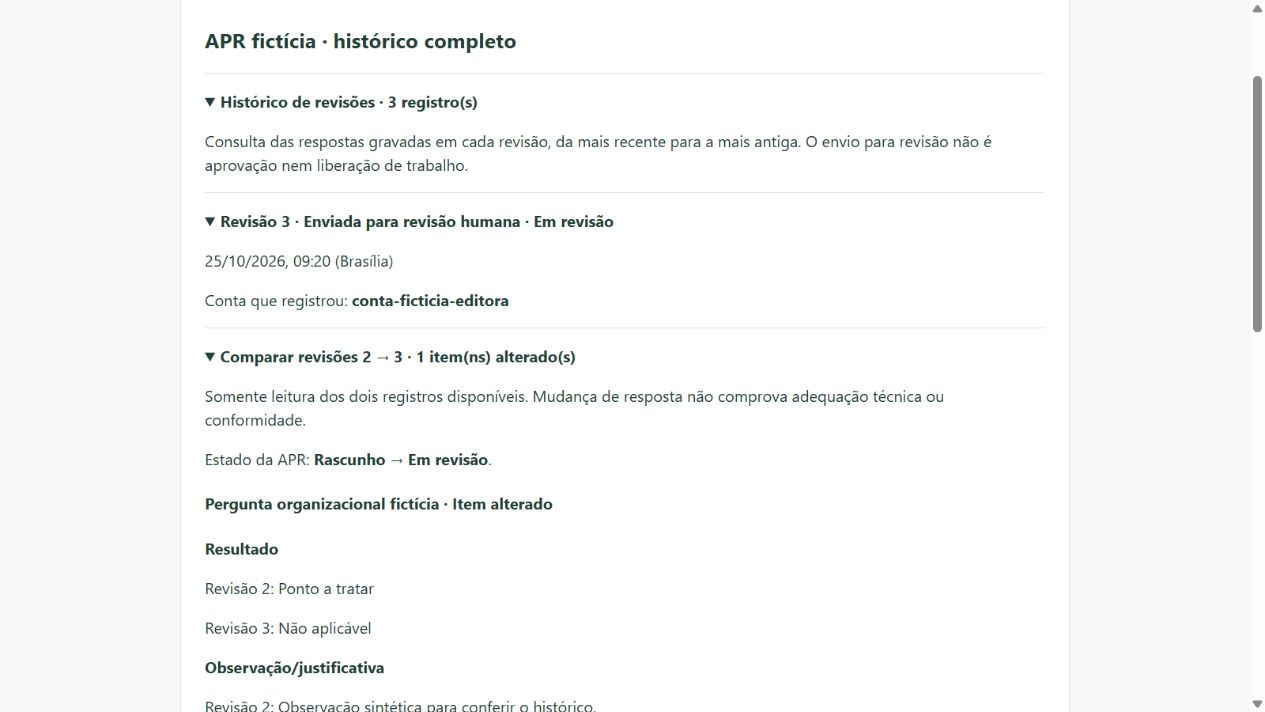 APR fictícia · histórico completo
▼ Histórico de revisões · 3 registro(s)
Consulta das respostas gravadas em cada revisão, da mais recente para a mais antiga. O envio para revisão não é
aprovação nem liberação de trabalho.
▼ Revisão 3 · Enviada para revisão humana · Em revisão
25/10/2026, 09:20 (Brasília)
Conta que registrou: conta-ficticia-editora
▼ Comparar revisões 2 → 3 · 1 item(ns) alterado(s)
Somente leitura dos dois registros disponíveis. Mudança de resposta não comprova adequação técnica ou
conformidade.
Estado da APR: Rascunho → Em revisão.
Pergunta organizacional fictícia · Item alterado
Resultado
Revisão 2: Ponto a tratar
Revisão 3: Não aplicável
Observação/justificativa
Revisão 2: Observação sintética para conferir o histórico.